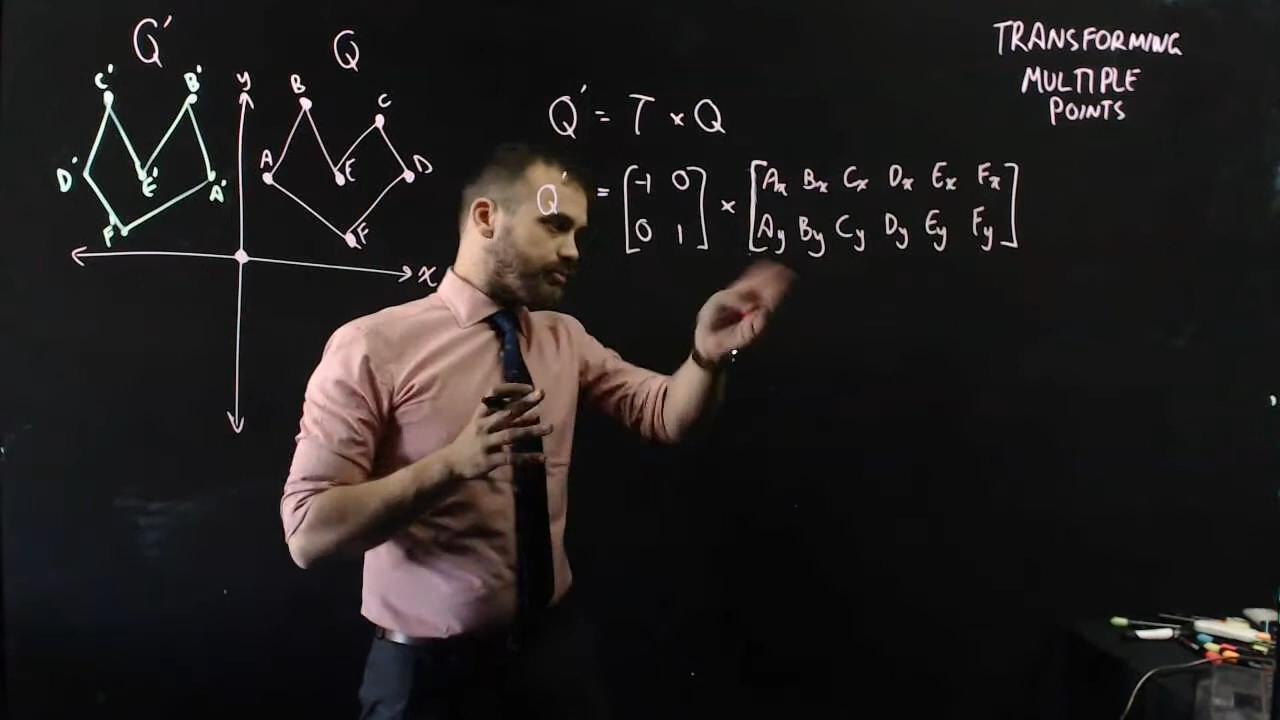 TRANSFORMING
MULTIPLE
POINTS
Q' Q
C' B' y B C
D' E' A' A E D
F' F
x
Q' = T × Q
Q' = [-1 0] × [Ax Bx Cx Dx Ex Fx]
[0 1] [Ay By Cy Dy Ey Fy]